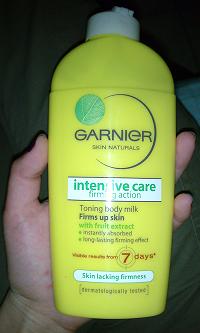 GARNIER
SKIN NATURALS
intensive care
firming action
Toning body milk
Firms up skin
with fruit extract
instantly absorbed
long-lasting firming effect
Visible results from 7 days*
Skin lacking firmness
dermatologically tested